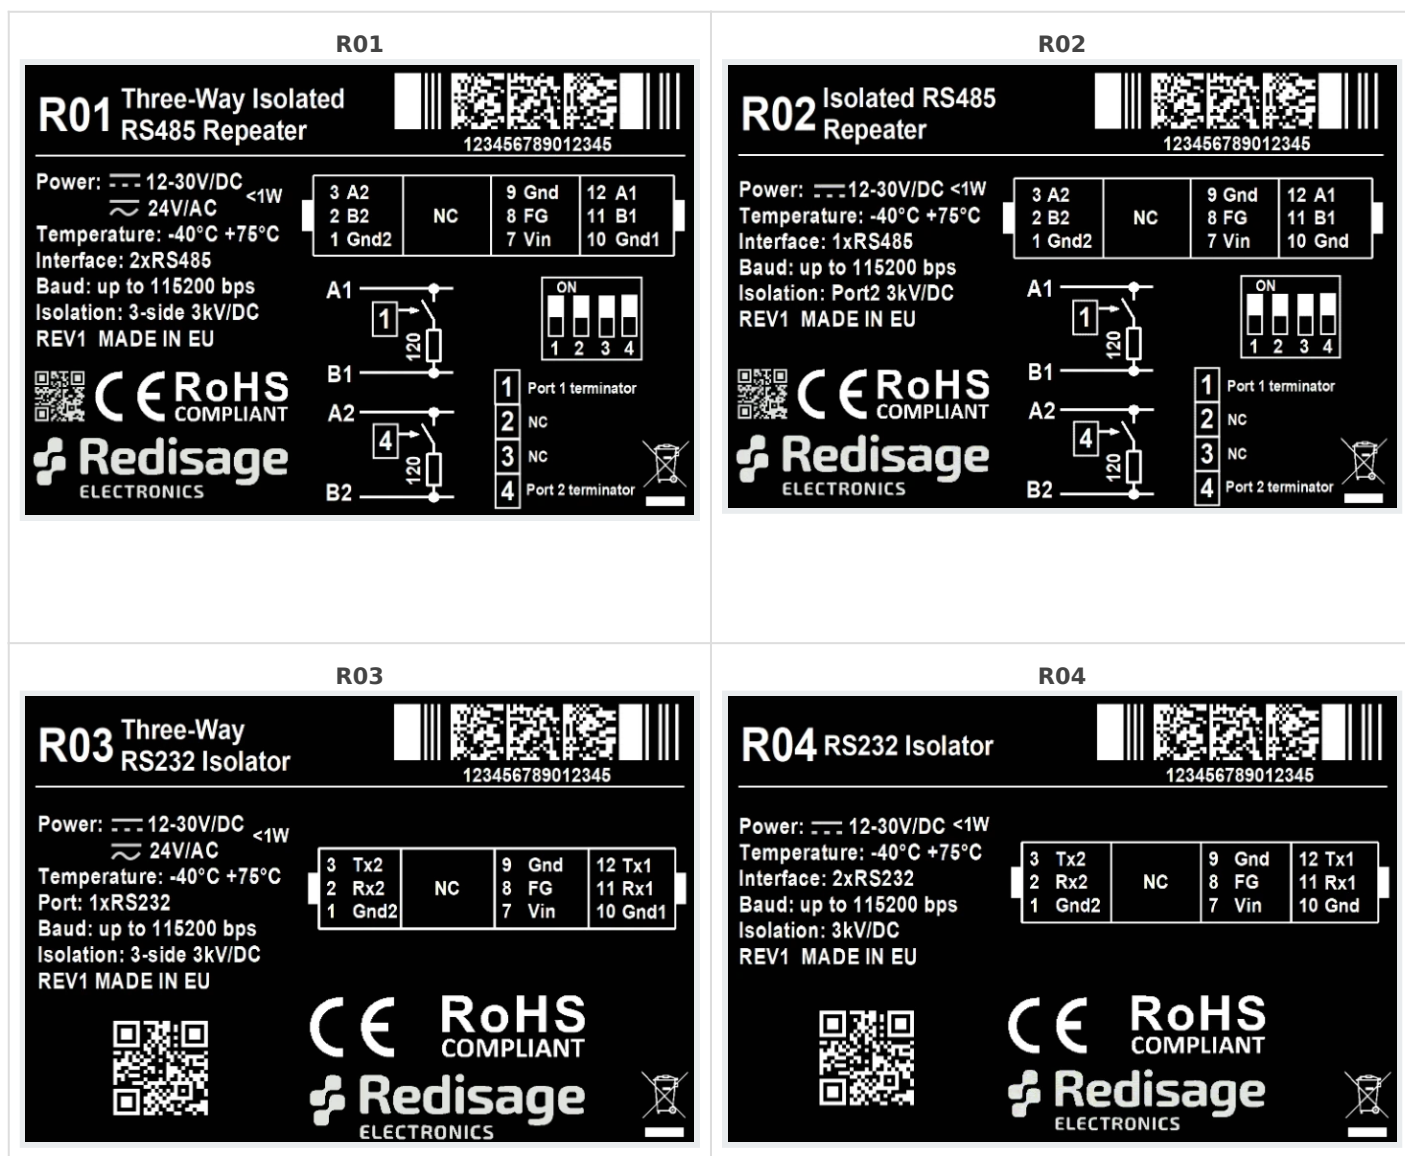 R01
R01 Three-Way Isolated
RS485 Repeater
123456789012345
Power: 12-30V/DC <1W
24V/AC
Temperature: -40°C +75°C
Interface: 2xRS485
Baud: up to 115200 bps
Isolation: 3-side 3kV/DC
REV1 MADE IN EU
3 A2
2 B2
1 Gnd2
NC
9 Gnd
8 FG
7 Vin
12 A1
11 B1
10 Gnd1
A1
1
120
B1
A2
4
120
B2
ON
1 2 3 4
1 Port 1 terminator
2 NC
3 NC
4 Port 2 terminator
CE RoHS
COMPLIANT
Redisage
ELECTRONICS
R02
R02 Isolated RS485
Repeater
123456789012345
Power: 12-30V/DC <1W
Temperature: -40°C +75°C
Interface: 1xRS485
Baud: up to 115200 bps
Isolation: Port2 3kV/DC
REV1 MADE IN EU
3 A2
2 B2
1 Gnd2
NC
9 Gnd
8 FG
7 Vin
12 A1
11 B1
10 Gnd
A1
1
120
B1
A2
4
120
B2
ON
1 2 3 4
1 Port 1 terminator
2 NC
3 NC
4 Port 2 terminator
CE RoHS
COMPLIANT
Redisage
ELECTRONICS
R03
R03 Three-Way
RS232 Isolator
123456789012345
Power: 12-30V/DC <1W
24V/AC
Temperature: -40°C +75°C
Port: 1xRS232
Baud: up to 115200 bps
Isolation: 3-side 3kV/DC
REV1 MADE IN EU
3 Tx2
2 Rx2
1 Gnd2
NC
9 Gnd
8 FG
7 Vin
12 Tx1
11 Rx1
10 Gnd1
CE RoHS
COMPLIANT
Redisage
ELECTRONICS
R04
R04 RS232 Isolator
123456789012345
Power: 12-30V/DC <1W
Temperature: -40°C +75°C
Interface: 2xRS232
Baud: up to 115200 bps
Isolation: 3kV/DC
REV1 MADE IN EU
3 Tx2
2 Rx2
1 Gnd2
NC
9 Gnd
8 FG
7 Vin
12 Tx1
11 Rx1
10 Gnd
CE RoHS
COMPLIANT
Redisage
ELECTRONICS